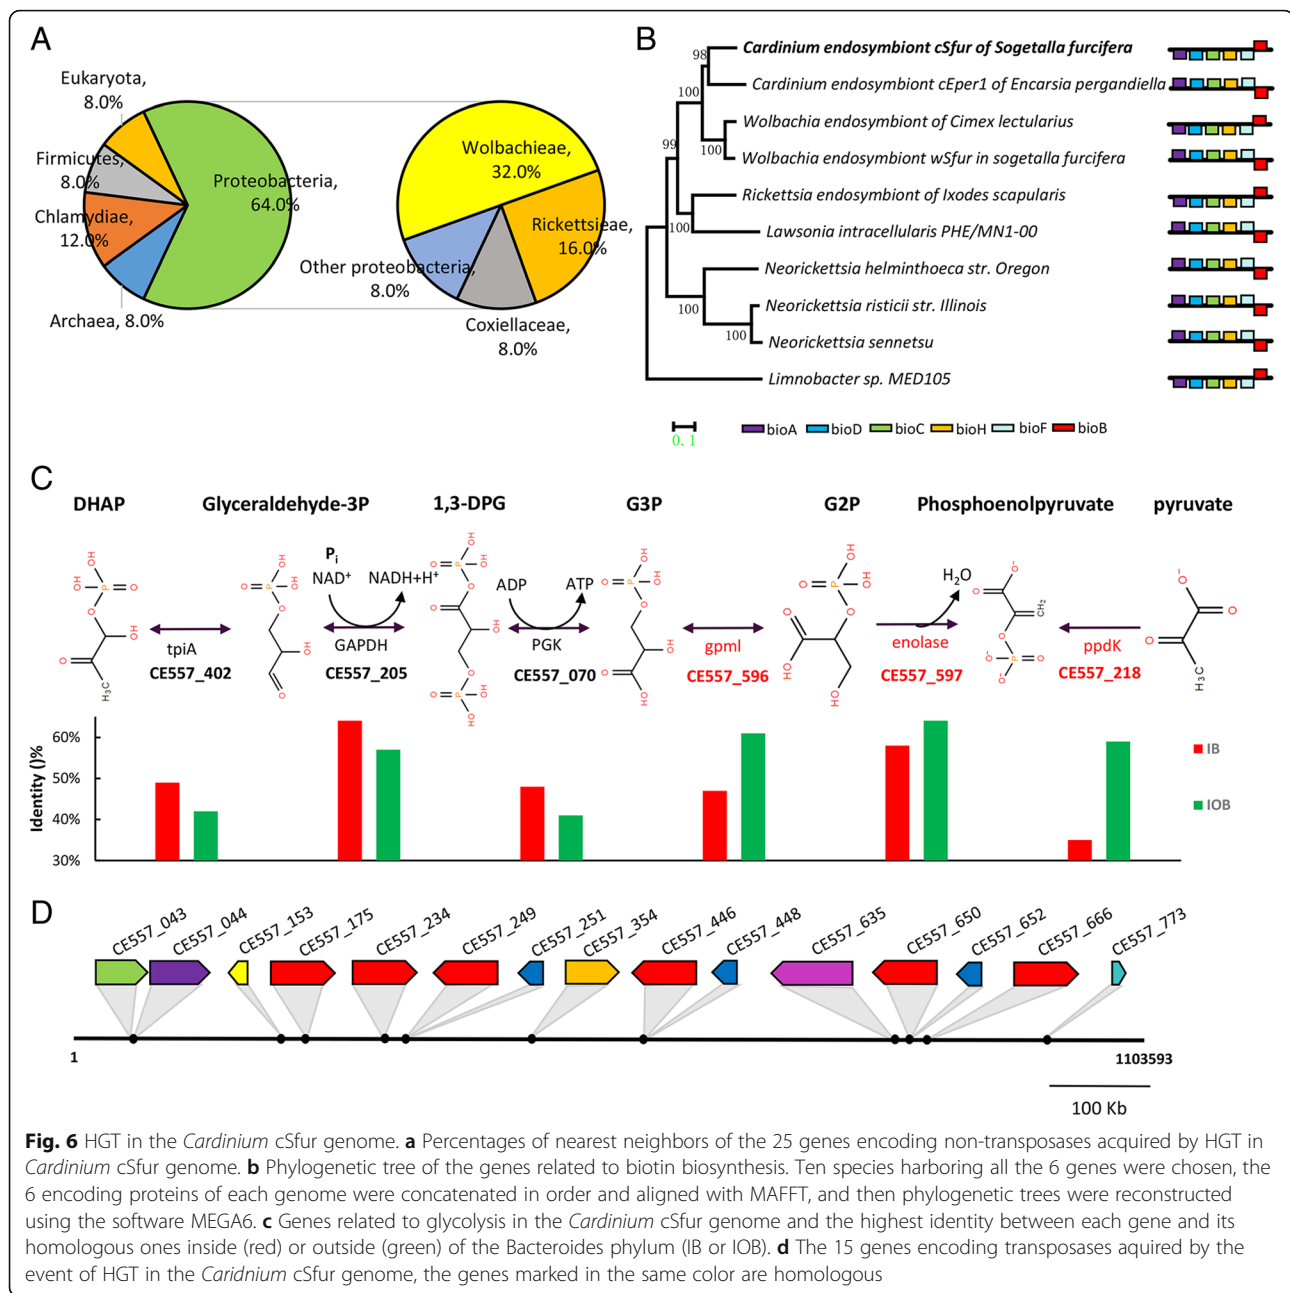 A
Eukaryota,
8.0%
Firmicutes,
8.0%
Chlamydiae,
12.0%
Archaea, 8.0%
Proteobacteria,
64.0%
Wolbachieae,
32.0%
Rickettsieae,
16.0%
Other proteobacteria,
8.0%
Coxiellaceae,
8.0%
B
98
100
100
99
100
100
100
Cardinium endosymbiont cSfur of Sogetalla furcifera
Cardinium endosymbiont cEper1 of Encarsia pergandiella
Wolbachia endosymbiont of Cimex lectularius
Wolbachia endosymbiont wSfur in sogetalla furcifera
Rickettsia endosymbiont of Ixodes scapularis
Lawsonia intracellularis PHE/MN1-00
Neorickettsia helminthoeca str. Oregon
Neorickettsia risticii str. Illinois
Neorickettsia sennetsu
Limnobacter sp. MED105
0.1
bioA bioD bioC bioH bioF bioB
C
DHAP Glyceraldehyde-3P 1,3-DPG G3P G2P Phosphoenolpyruvate pyruvate
Pi
NAD+ NADH+H+
ADP ATP
H2O
tpiA GAPDH PGK gpml enolase ppdK
CE557_402 CE557_205 CE557_070 CE557_596 CE557_597 CE557_218
Identity ()%
60%
50%
40%
30%
IB
IOB
D
CE557_043 CE557_044 CE557_153 CE557_175 CE557_234 CE557_249 CE557_251 CE557_354 CE557_446 CE557_448 CE557_635 CE557_650 CE557_652 CE557_666 CE557_773
1 1103593
100 Kb
Fig. 6 HGT in the Cardinium cSfur genome. a Percentages of nearest neighbors of the 25 genes encoding non-transposases acquired by HGT in
Cardinium cSfur genome. b Phylogenetic tree of the genes related to biotin biosynthesis. Ten species harboring all the 6 genes were chosen, the
6 encoding proteins of each genome were concatenated in order and aligned with MAFFT, and then phylogenetic trees were reconstructed
using the software MEGA6. c Genes related to glycolysis in the Cardinium cSfur genome and the highest identity between each gene and its
homologous ones inside (red) or outside (green) of the Bacteroides phylum (IB or IOB). d The 15 genes encoding transposases aquired by the
event of HGT in the Caridnium cSfur genome, the genes marked in the same color are homologous